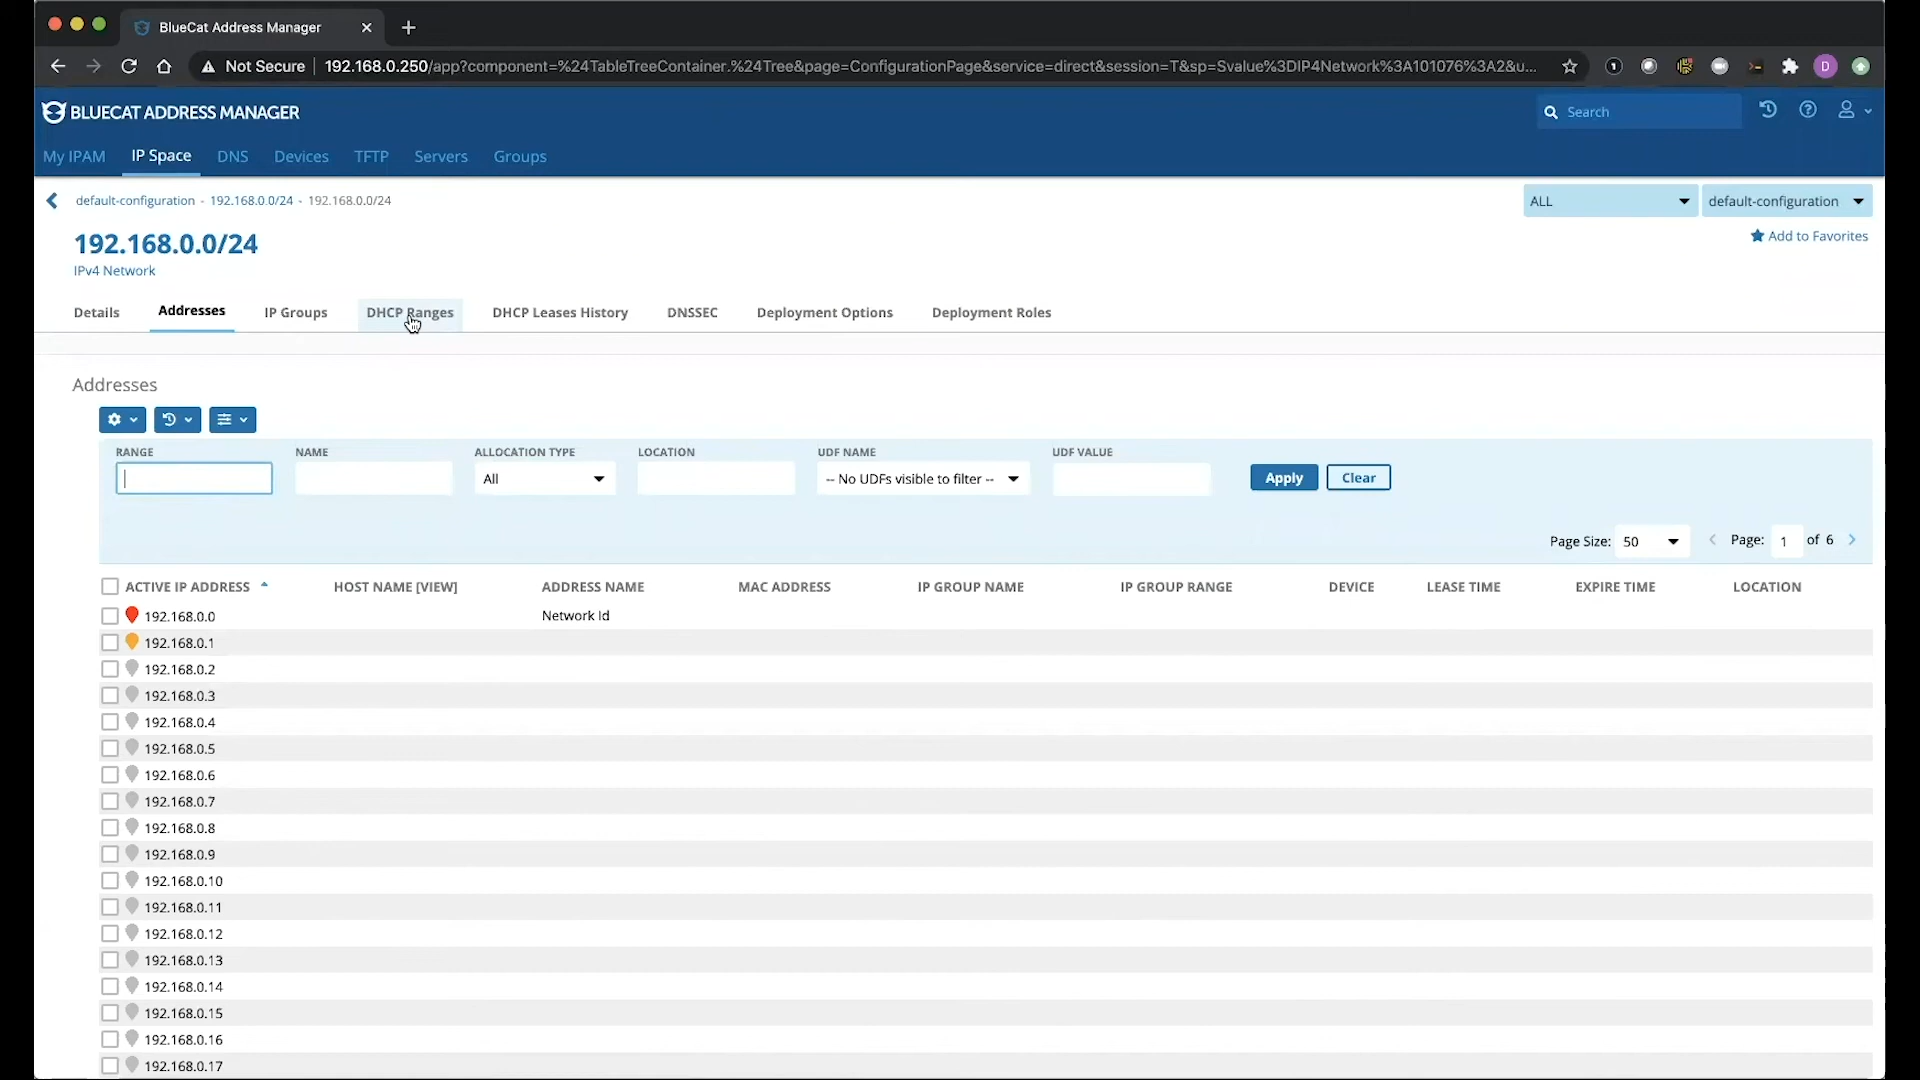 BlueCat Address Manager
Not Secure 192.168.0.250/app?component=%24TableTreeContainer.%24Tree&page=ConfigurationPage&service=direct&session=T&sp=Svalue%3DIP4Network%3A101076%3A2&u...
D
BLUECAT ADDRESS MANAGER
Search
My IPAM IP Space DNS Devices TFTP Servers Groups
default-configuration - 192.168.0.0/24 - 192.168.0.0/24
ALL default-configuration
192.168.0.0/24
Add to Favorites
IPv4 Network
Details Addresses IP Groups DHCP Ranges DHCP Leases History DNSSEC Deployment Options Deployment Roles
Addresses
RANGE NAME ALLOCATION TYPE LOCATION UDF NAME UDF VALUE
All -- No UDFs visible to filter -- Apply Clear
Page Size: 50 Page: 1 of 6
ACTIVE IP ADDRESS HOST NAME [VIEW] ADDRESS NAME MAC ADDRESS IP GROUP NAME IP GROUP RANGE DEVICE LEASE TIME EXPIRE TIME LOCATION
192.168.0.0 Network Id
192.168.0.1
192.168.0.2
192.168.0.3
192.168.0.4
192.168.0.5
192.168.0.6
192.168.0.7
192.168.0.8
192.168.0.9
192.168.0.10
192.168.0.11
192.168.0.12
192.168.0.13
192.168.0.14
192.168.0.15
192.168.0.16
192.168.0.17